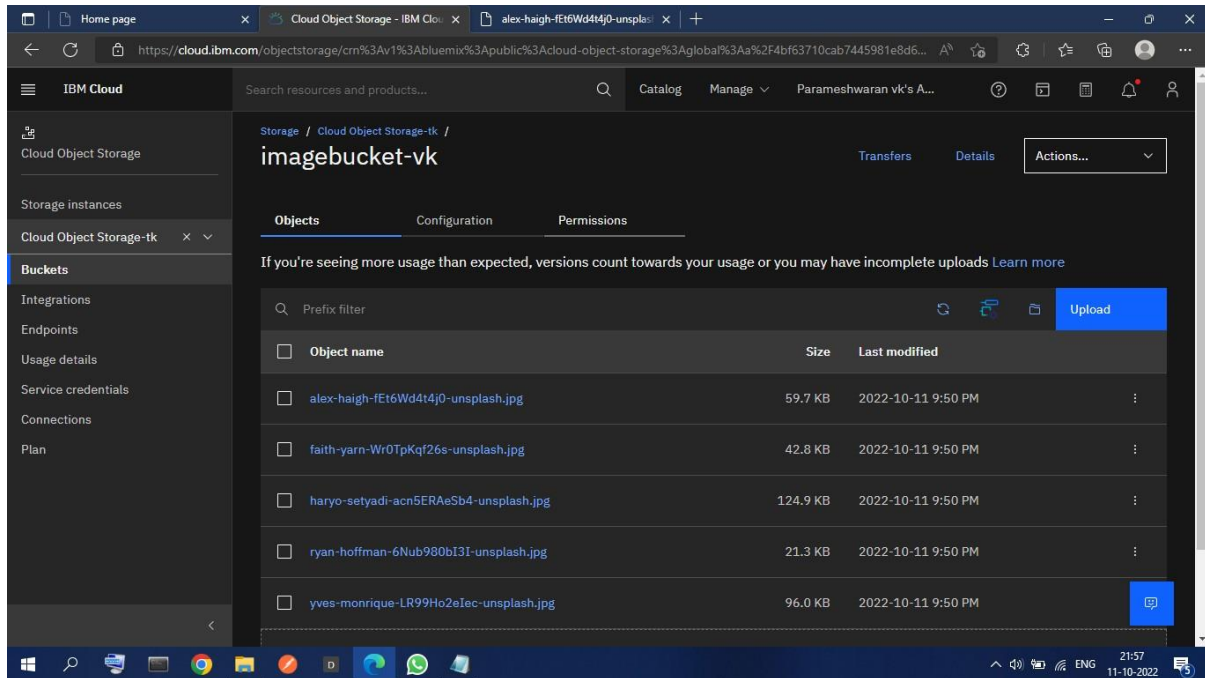 Home page
Cloud Object Storage - IBM Clou
alex-haigh-fEt6Wd4t4j0-unsplas
https://cloud.ibm.com/objectstorage/crn%3Av1%3Abluemix%3Apublic%3Acloud-object-storage%3Aglobal%3Aa%2F4bf63710cab7445981e8d6...
IBM Cloud
Search resources and products...
Catalog
Manage
Parameshwaran vk's A...
Cloud Object Storage
Storage instances
Cloud Object Storage-tk
Buckets
Integrations
Endpoints
Usage details
Service credentials
Connections
Plan
Storage / Cloud Object Storage-tk /
imagebucket-vk
Transfers
Details
Actions...
Objects
Configuration
Permissions
If you're seeing more usage than expected, versions count towards your usage or you may have incomplete uploads Learn more
Prefix filter
Upload
Object name Size Last modified
alex-haigh-fEt6Wd4t4j0-unsplash.jpg 59.7 KB 2022-10-11 9:50 PM
faith-yarn-Wr0TpKqf26s-unsplash.jpg 42.8 KB 2022-10-11 9:50 PM
haryo-setyadi-acn5ERAeSb4-unsplash.jpg 124.9 KB 2022-10-11 9:50 PM
ryan-hoffman-6Nub980bI3I-unsplash.jpg 21.3 KB 2022-10-11 9:50 PM
yves-monrique-LR99Ho2eIec-unsplash.jpg 96.0 KB 2022-10-11 9:50 PM
D
ENG
21:57
11-10-2022
5